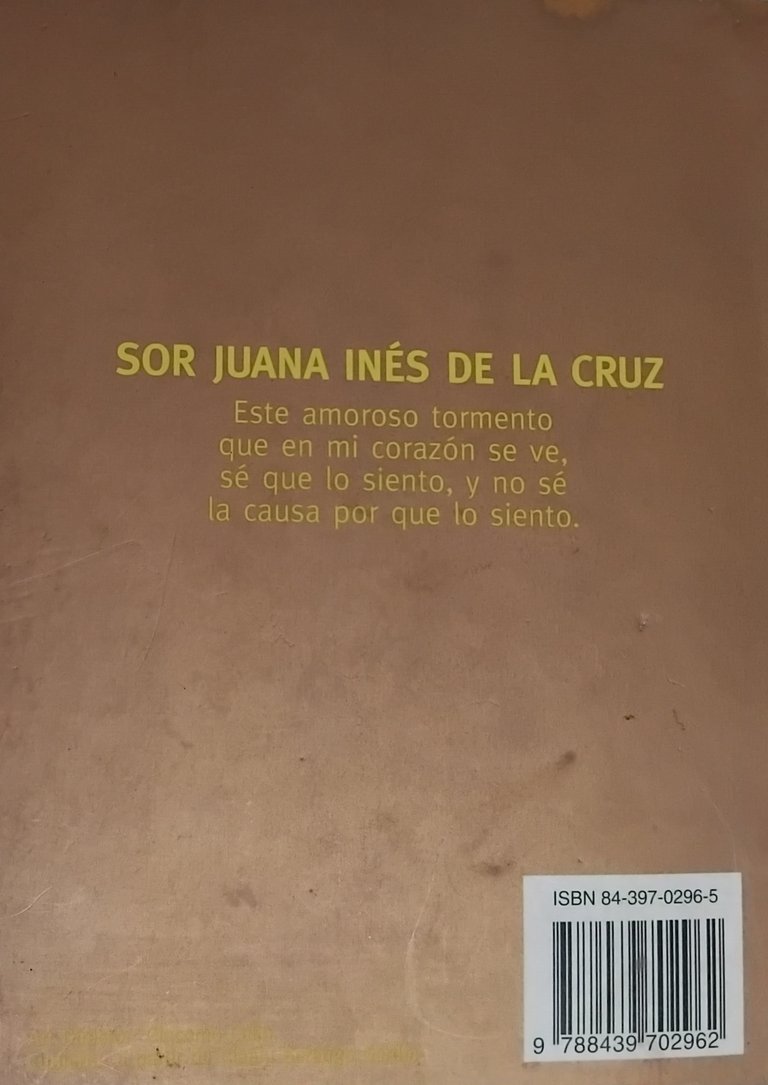 SOR JUANA INÉS DE LA CRUZ
Este amoroso tormento
que en mi corazón se ve,
sé que lo siento, y no sé
la causa por que lo siento.
ISBN 84-397-0296-5
9 788439 702962